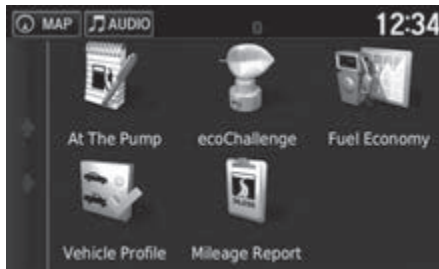 MAP AUDIO 12:34
At The Pump ecoChallenge Fuel Economy
Vehicle Profile Mileage Report